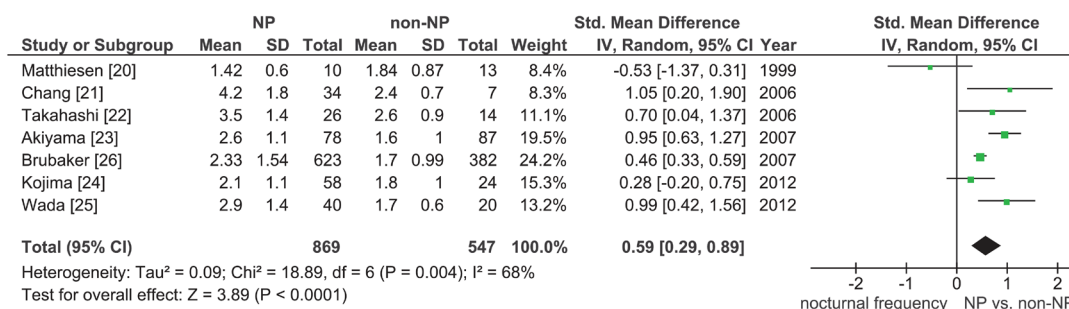 NP non-NP Std. Mean Difference Std. Mean Difference
Study or Subgroup Mean SD Total Mean SD Total Weight IV, Random, 95% CI Year IV, Random, 95% CI
Matthiesen [20] 1.42 0.6 10 1.84 0.87 13 8.4% -0.53 [-1.37, 0.31] 1999
Chang [21] 4.2 1.8 34 2.4 0.7 7 8.3% 1.05 [0.20, 1.90] 2006
Takahashi [22] 3.5 1.4 26 2.6 0.9 14 11.1% 0.70 [0.04, 1.37] 2006
Akiyama [23] 2.6 1.1 78 1.6 1 87 19.5% 0.95 [0.63, 1.27] 2007
Brubaker [26] 2.33 1.54 623 1.7 0.99 382 24.2% 0.46 [0.33, 0.59] 2007
Kojima [24] 2.1 1.1 58 1.8 1 24 15.3% 0.28 [-0.20, 0.75] 2012
Wada [25] 2.9 1.4 40 1.7 0.6 20 13.2% 0.99 [0.42, 1.56] 2012
Total (95% CI) 869 547 100.0% 0.59 [0.29, 0.89]
Heterogeneity: Tau² = 0.09; Chi² = 18.89, df = 6 (P = 0.004); I² = 68%
Test for overall effect: Z = 3.89 (P < 0.0001)
-2 -1 0 1 2
nocturnal frequency NP vs. non-NP